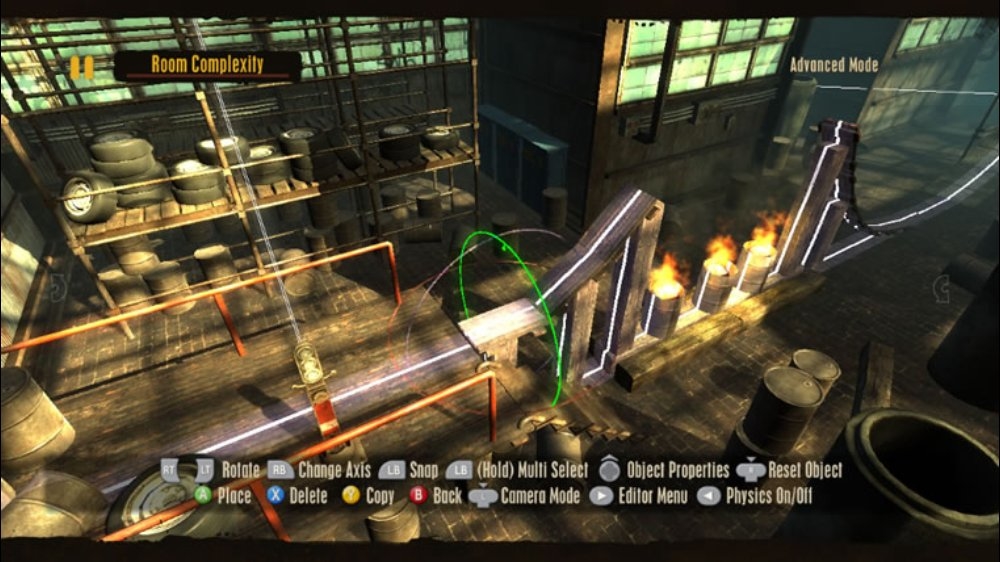 Room Complexity
Advanced Mode
RT LT Rotate RB Change Axis LB Snap LB (Hold) Multi Select Object Properties Reset Object
A Place X Delete Y Copy B Back L Camera Mode Editor Menu Physics On/Off